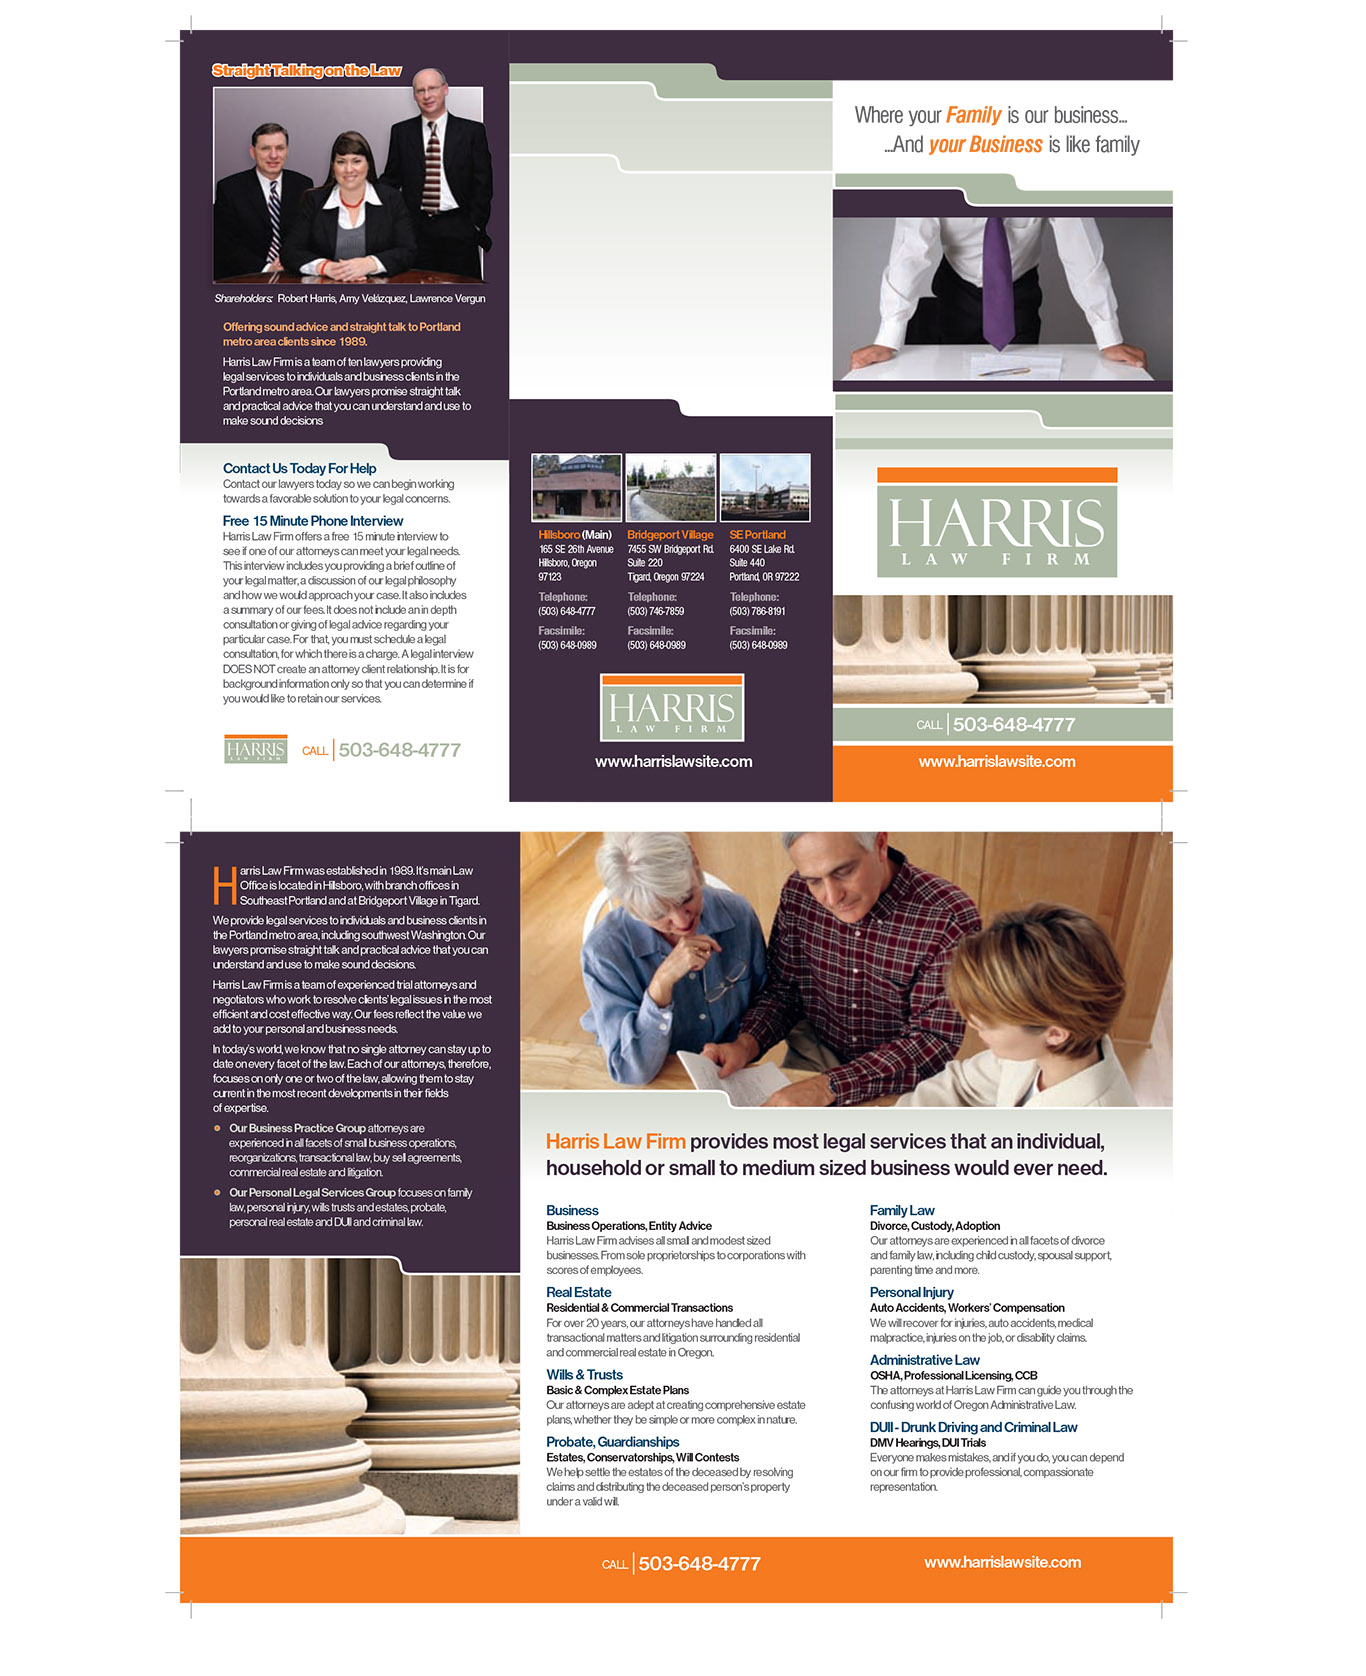 Straight Talking on the Law
Shareholders: Robert Harris, Amy Velázquez, Lawrence Vergun
Offering sound advice and straight talk to Portland
metro area clients since 1989.
Harris Law Firm is a team of ten lawyers providing
legal services to individuals and business clients in the
Portland metro area. Our lawyers promise straight talk
and practical advice that you can understand and use to
make sound decisions
Contact Us Today For Help
Contact our lawyers today so we can begin working
towards a favorable solution to your legal concerns.
Free 15 Minute Phone Interview
Harris Law Firm offers a free 15 minute interview to
see if one of our attorneys can meet your legal needs.
This interview includes you providing a brief outline of
your legal matter, a discussion of our legal philosophy
and how we would approach your case. It also includes
a summary of our fees. It does not include an in depth
consultation or giving of legal advice regarding your
particular case. For that, you must schedule a legal
consultation, for which there is a charge. A legal interview
DOES NOT create an attorney client relationship. It is for
background information only so that you can determine if
you would like to retain our services.
HARRIS
LAW FIRM
CALL 503-648-4777
Hillsboro (Main)
165 SE 26th Avenue
Hillsboro, Oregon
97123
Telephone:
(503) 648-4777
Facsimile:
(503) 648-0989
Bridgeport Village
7455 SW Bridgeport Rd.
Suite 220
Tigard, Oregon 97224
Telephone:
(503) 746-7859
Facsimile:
(503) 648-0989
SE Portland
6400 SE Lake Rd.
Suite 440
Portland, OR 97222
Telephone:
(503) 786-8191
Facsimile:
(503) 648-0989
HARRIS
LAW FIRM
www.harrislawsite.com
Where your Family is our business...
...And your Business is like family
HARRIS
LAW FIRM
CALL 503-648-4777
www.harrislawsite.com
Harris Law Firm was established in 1989. It's main Law
Office is located in Hillsboro, with branch offices in
Southeast Portland and at Bridgeport Village in Tigard.
We provide legal services to individuals and business clients in
the Portland metro area, including southwest Washington. Our
lawyers promise straight talk and practical advice that you can
understand and use to make sound decisions.
Harris Law Firm is a team of experienced trial attorneys and
negotiators who work to resolve clients' legal issues in the most
efficient and cost effective way. Our fees reflect the value we
add to your personal and business needs.
In today's world, we know that no single attorney can stay up to
date on every facet of the law. Each of our attorneys, therefore,
focuses on only one or two of the law, allowing them to stay
current in the most recent developments in their fields
of expertise.
• Our Business Practice Group attorneys are
experienced in all facets of small business operations,
reorganizations, transactional law, buy sell agreements,
commercial real estate and litigation.
• Our Personal Legal Services Group focuses on family
law, personal injury, wills trusts and estates, probate,
personal real estate and DUII and criminal law.
Harris Law Firm provides most legal services that an individual,
household or small to medium sized business would ever need.
Business
Business Operations, Entity Advice
Harris Law Firm advises all small and modest sized
businesses. From sole proprietorships to corporations with
scores of employees.
Real Estate
Residential & Commercial Transactions
For over 20 years, our attorneys have handled all
transactional matters and litigation surrounding residential
and commercial real estate in Oregon.
Wills & Trusts
Basic & Complex Estate Plans
Our attorneys are adept at creating comprehensive estate
plans, whether they be simple or more complex in nature.
Probate, Guardianships
Estates, Conservatorships, Will Contests
We help settle the estates of the deceased by resolving
claims and distributing the deceased person's property
under a valid will.
Family Law
Divorce, Custody, Adoption
Our attorneys are experienced in all facets of divorce
and family law, including child custody, spousal support,
parenting time and more.
Personal Injury
Auto Accidents, Workers' Compensation
We will recover for injuries, auto accidents, medical
malpractice, injuries on the job, or disability claims.
Administrative Law
OSHA, Professional Licensing, CCB
The attorneys at Harris Law Firm can guide you through the
confusing world of Oregon Administrative Law.
DUII - Drunk Driving and Criminal Law
DMV Hearings, DUI Trials
Everyone makes mistakes, and if you do, you can depend
on our firm to provide professional, compassionate
representation.
CALL 503-648-4777
www.harrislawsite.com